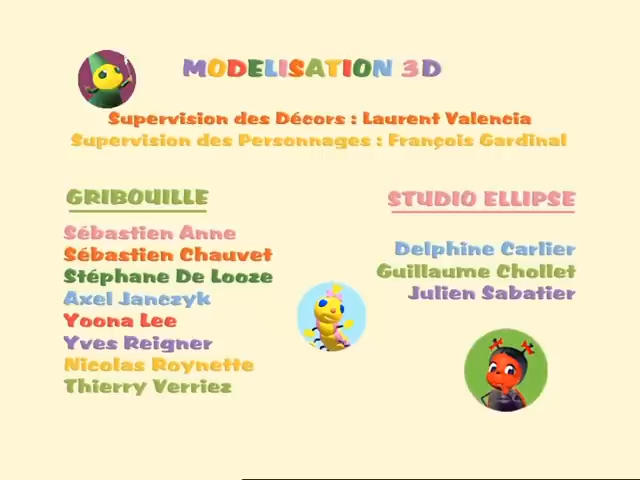 MODELISATION 3D
Supervision des Décors : Laurent Valencia
Supervision des Personnages : François Gardinal
GRIBOUILLE
Sébastien Anne
Sébastien Chauvet
Stéphane De Looze
Axel Janczyk
Yoona Lee
Yves Reigner
Nicolas Roynette
Thierry Verriez
STUDIO ELLIPSE
Delphine Carlier
Guillaume Chollet
Julien Sabatier